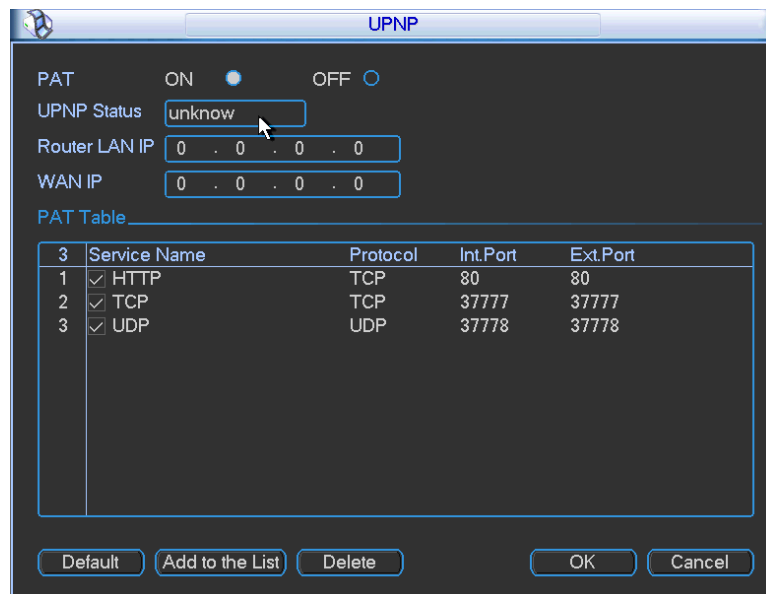 UPNP
PAT ON OFF
UPNP Status unknow
Router LAN IP 0 . 0 . 0 . 0
WAN IP 0 . 0 . 0 . 0
PAT Table
3 Service Name Protocol Int.Port Ext.Port
1 HTTP TCP 80 80
2 TCP TCP 37777 37777
3 UDP UDP 37778 37778
Default Add to the List Delete OK Cancel